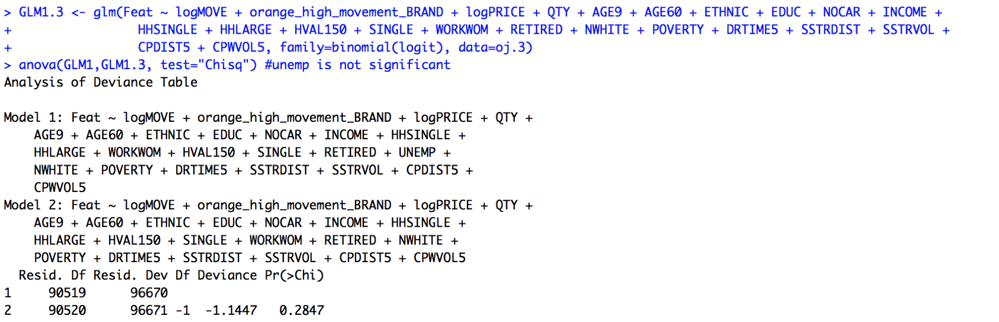 > GLM1.3 <- glm(Feat ~ logMOVE + orange_high_movement_BRAND + logPRICE + QTY + AGE9 + AGE60 + ETHNIC + EDUC + NOCAR + INCOME +
+                 HHSINGLE + HHLARGE + HVAL150 + SINGLE + WORKWOM + RETIRED + NWHITE + POVERTY + DRTIME5 + SSTRDIST + SSTRVOL +
+                 CPDIST5 + CPWVOL5, family=binomial(logit), data=oj.3)
> anova(GLM1,GLM1.3, test="Chisq") #unemp is not significant
Analysis of Deviance Table

Model 1: Feat ~ logMOVE + orange_high_movement_BRAND + logPRICE + QTY +
    AGE9 + AGE60 + ETHNIC + EDUC + NOCAR + INCOME + HHSINGLE +
    HHLARGE + WORKWOM + HVAL150 + SINGLE + RETIRED + UNEMP +
    NWHITE + POVERTY + DRTIME5 + SSTRDIST + SSTRVOL + CPDIST5 +
    CPWVOL5
Model 2: Feat ~ logMOVE + orange_high_movement_BRAND + logPRICE + QTY +
    AGE9 + AGE60 + ETHNIC + EDUC + NOCAR + INCOME + HHSINGLE +
    HHLARGE + HVAL150 + SINGLE + WORKWOM + RETIRED + NWHITE +
    POVERTY + DRTIME5 + SSTRDIST + SSTRVOL + CPDIST5 + CPWVOL5
  Resid. Df Resid. Dev Df Deviance Pr(>Chi)
1     90519      96670
2     90520      96671 -1  -1.1447   0.2847